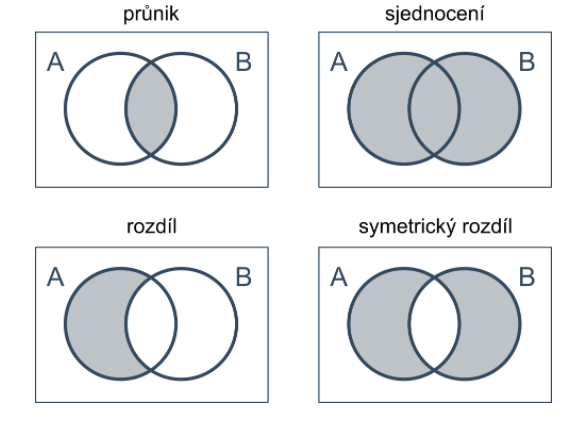 průnik
A B
sjednocení
A B
rozdíl
A B
symetrický rozdíl
A B